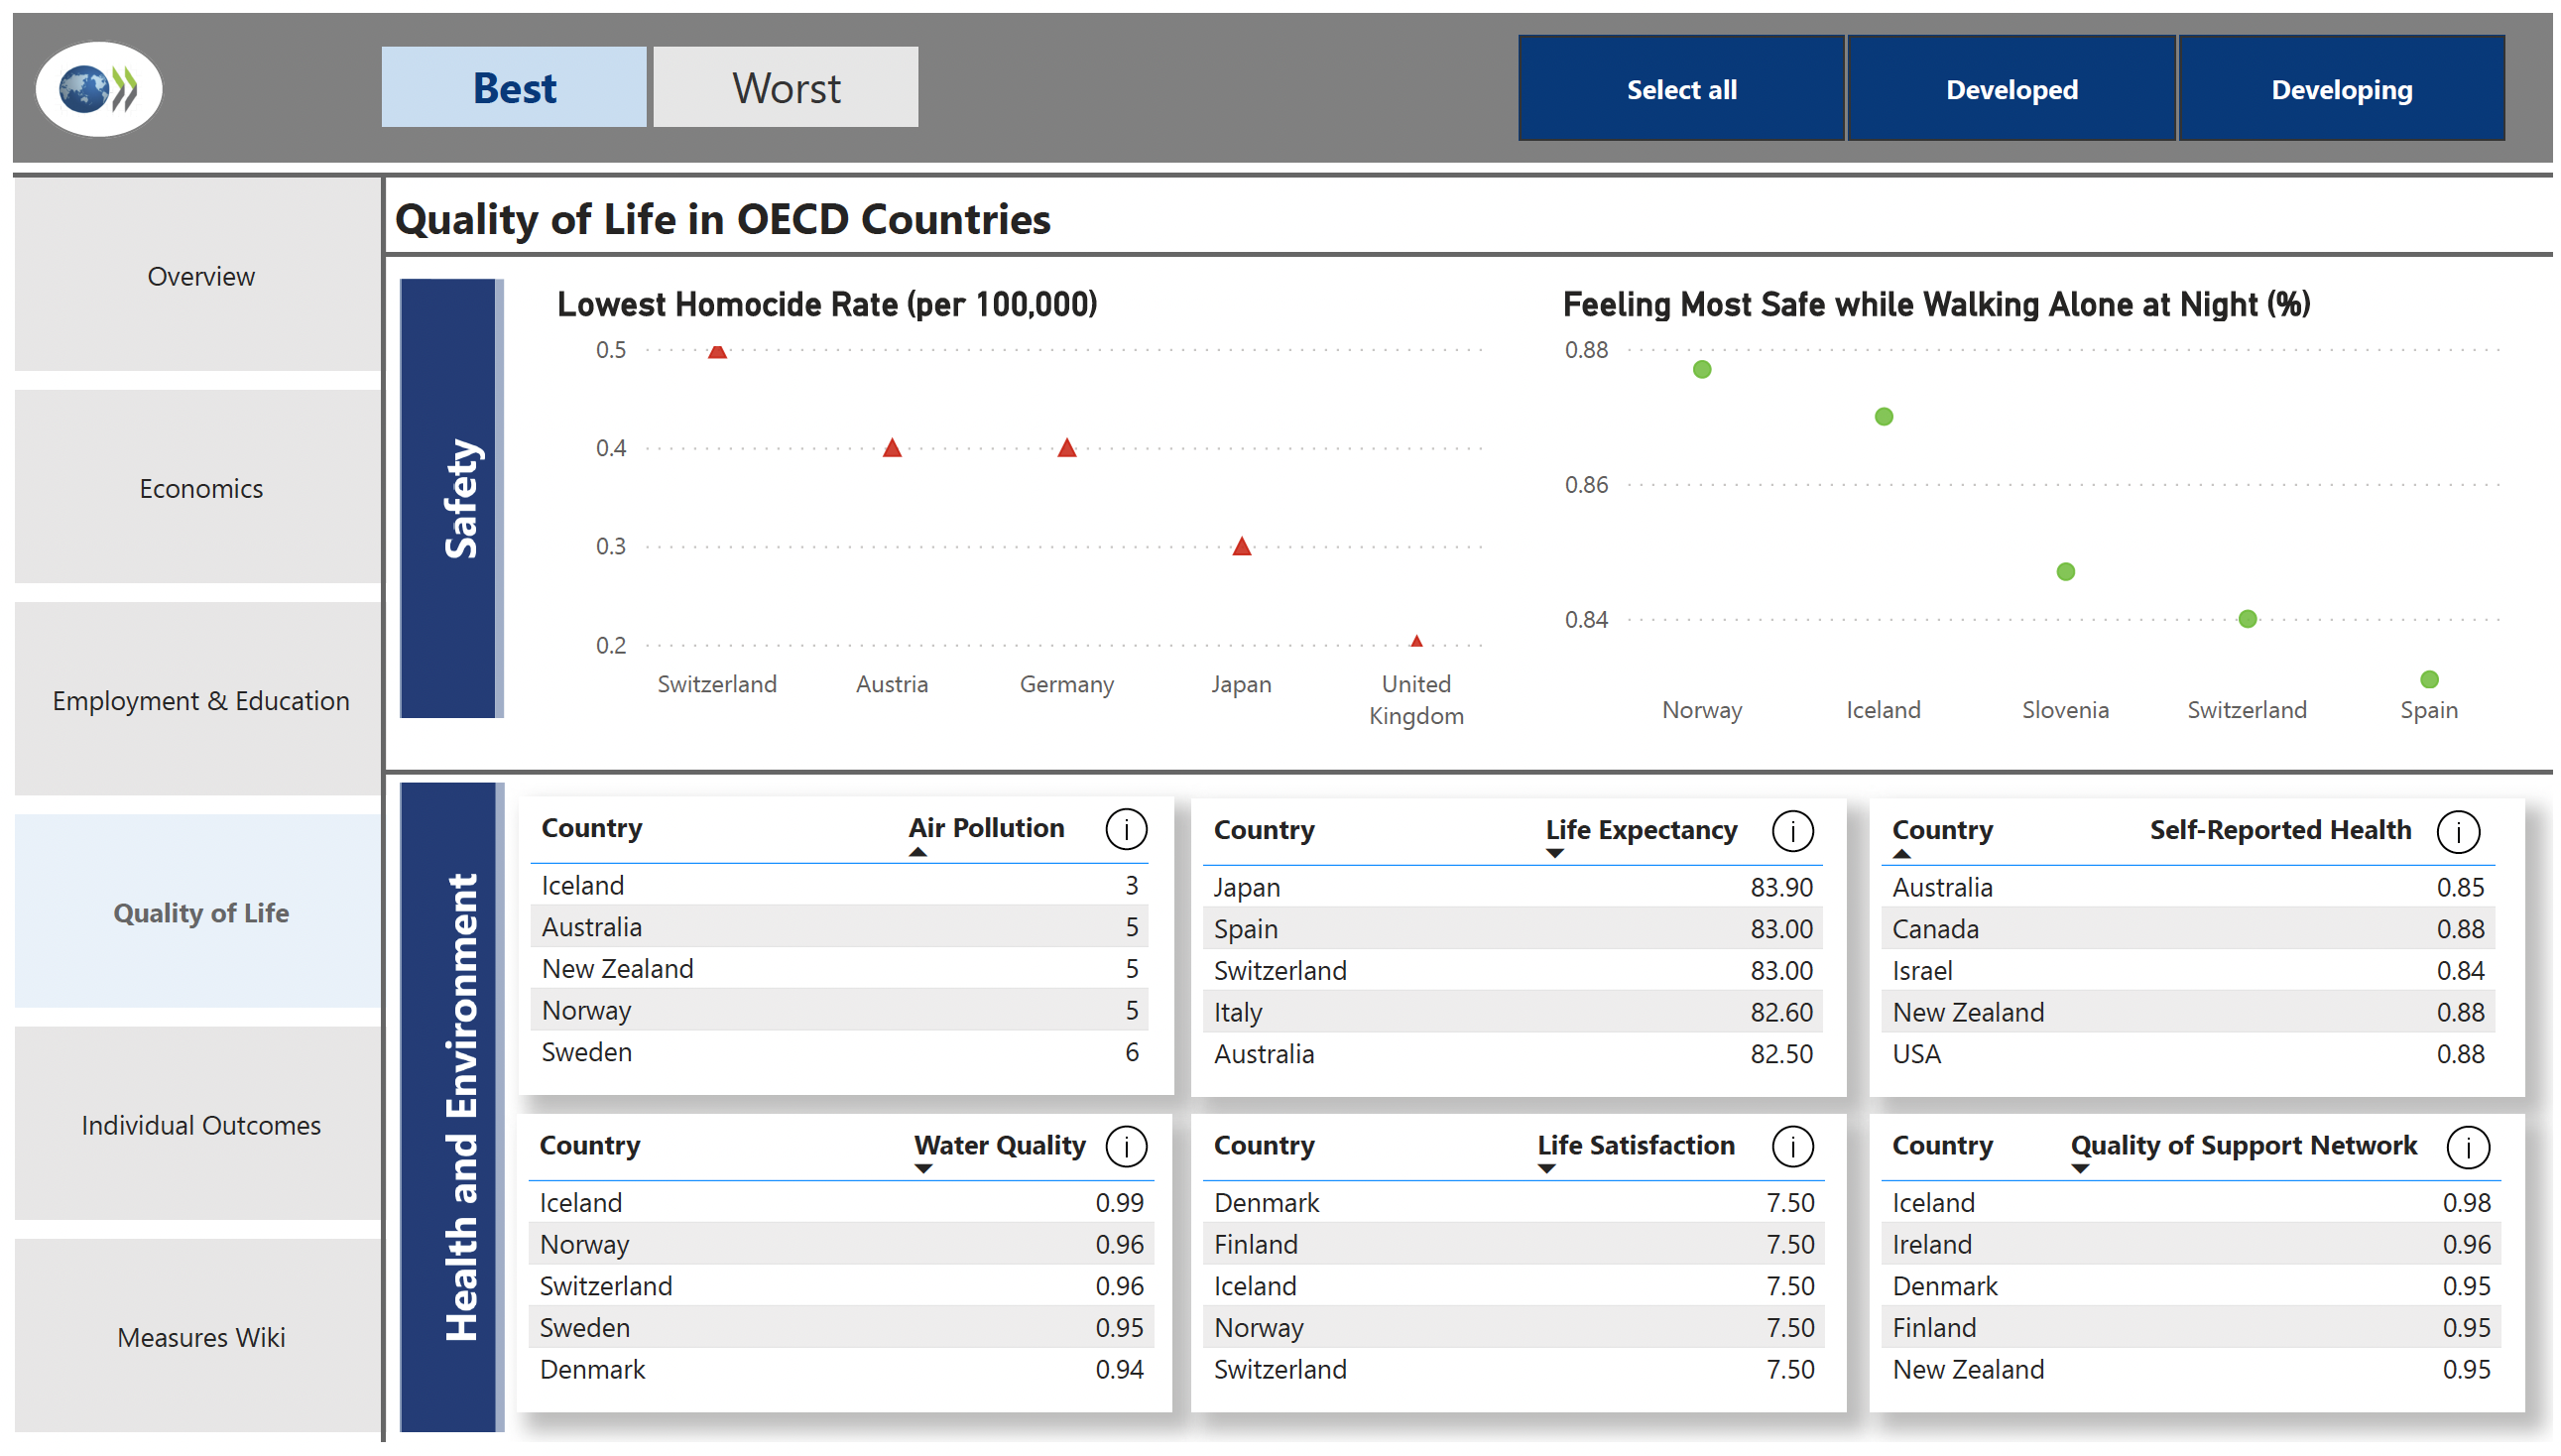 Best
Worst
Select all
Developed
Developing
Overview
Economics
Employment & Education
Quality of Life
Individual Outcomes
Measures Wiki
Quality of Life in OECD Countries
Safety
Lowest Homocide Rate (per 100,000)
0.5
0.4
0.3
0.2
Switzerland Austria Germany Japan United
Kingdom
Feeling Most Safe while Walking Alone at Night (%)
0.88
0.86
0.84
Norway Iceland Slovenia Switzerland Spain
Health and Environment
Country Air Pollution i
Iceland 3
Australia 5
New Zealand 5
Norway 5
Sweden 6
Country Life Expectancy i
Japan 83.90
Spain 83.00
Switzerland 83.00
Italy 82.60
Australia 82.50
Country Self-Reported Health i
Australia 0.85
Canada 0.88
Israel 0.84
New Zealand 0.88
USA 0.88
Country Water Quality i
Iceland 0.99
Norway 0.96
Switzerland 0.96
Sweden 0.95
Denmark 0.94
Country Life Satisfaction i
Denmark 7.50
Finland 7.50
Iceland 7.50
Norway 7.50
Switzerland 7.50
Country Quality of Support Network i
Iceland 0.98
Ireland 0.96
Denmark 0.95
Finland 0.95
New Zealand 0.95